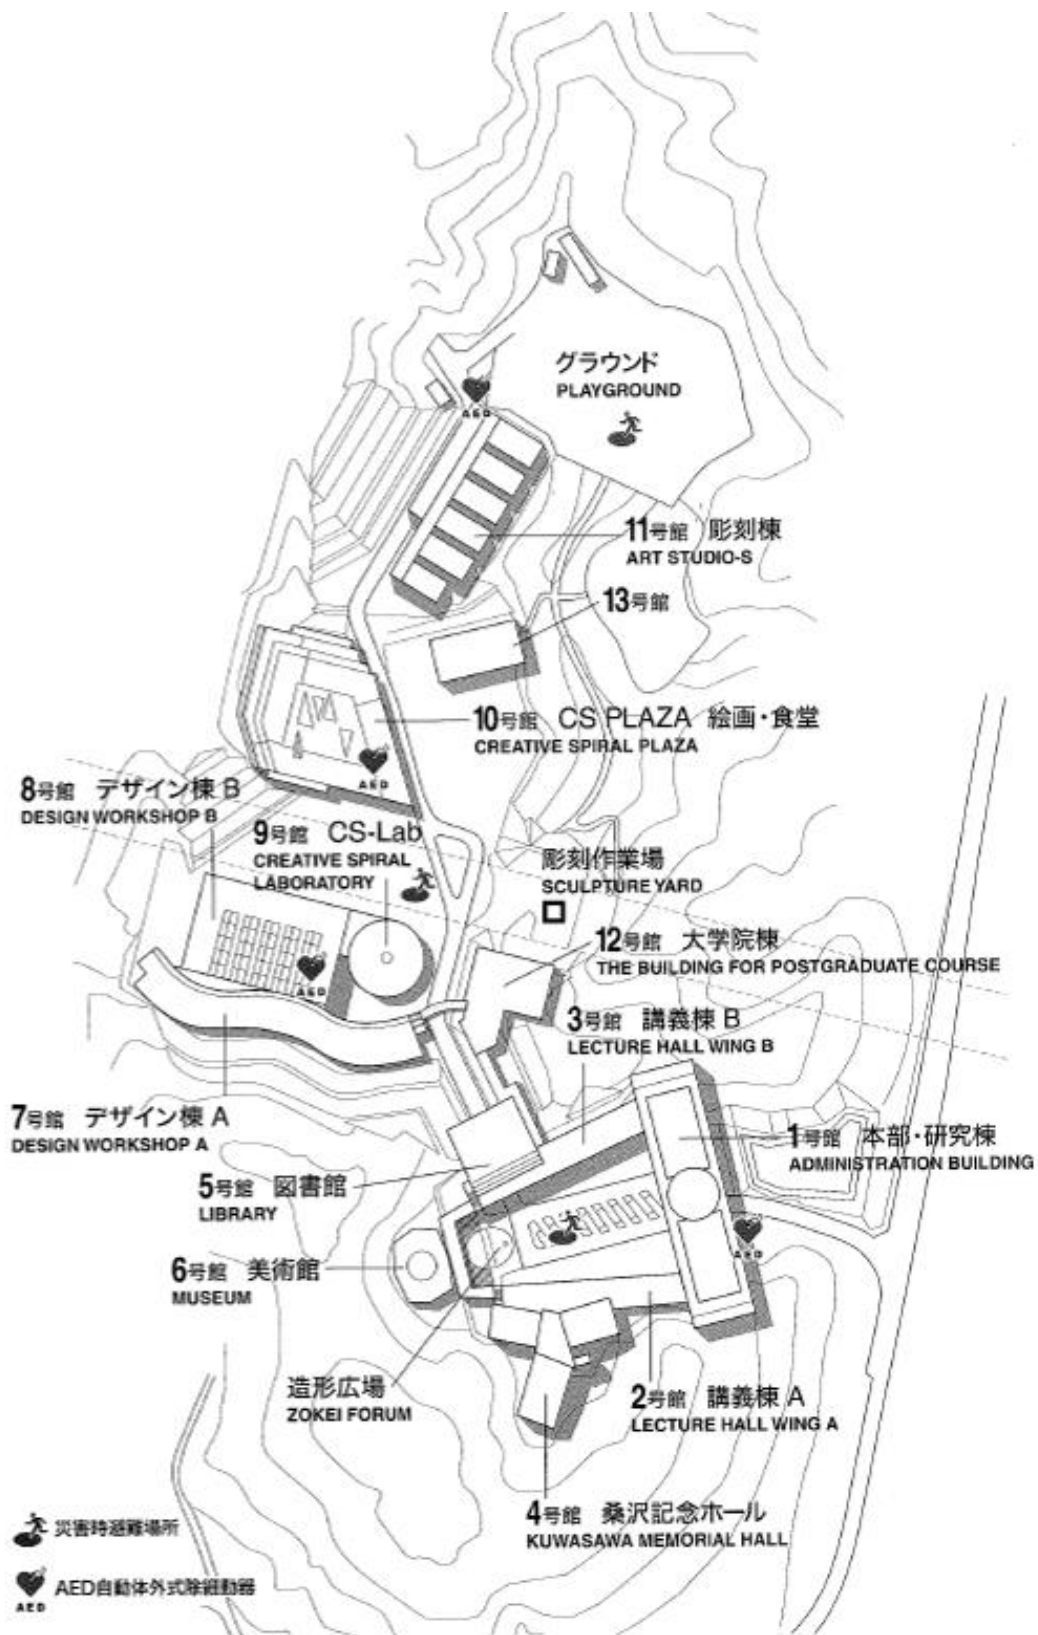 グラウンド
PLAYGROUND
AED
11号館 彫刻棟
ART STUDIO-S
13号館
10号館 CS PLAZA 絵画・食堂
CREATIVE SPIRAL PLAZA
AED
8号館 デザイン棟 B
DESIGN WORKSHOP B
9号館 CS-Lab
CREATIVE SPIRAL
LABORATORY
彫刻作業場
SCULPTURE YARD
12号館 大学院棟
THE BUILDING FOR POSTGRADUATE COURSE
AED
3号館 講義棟 B
LECTURE HALL WING B
7号館 デザイン棟 A
DESIGN WORKSHOP A
1号館 本部・研究棟
ADMINISTRATION BUILDING
5号館 図書館
LIBRARY
AED
6号館 美術館
MUSEUM
造形広場
ZOKEI FORUM
2号館 講義棟 A
LECTURE HALL WING A
4号館 桑沢記念ホール
KUWASAWA MEMORIAL HALL
災害時避難場所
AED自動体外式除細動器
AED